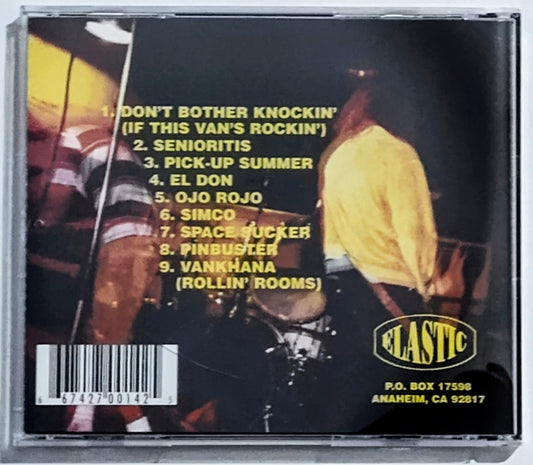 1. DON'T BOTHER KNOCKIN'
(IF THIS VAN'S ROCKIN')
2. SENIORITIS
3. PICK-UP SUMMER
4. EL DON
5. OJO ROJO
6. SIMCO
7. SPACE SUCKER
8. PINBUSTER
9. VANKHANA
(ROLLIN' ROOMS)
ELASTIC
P.O. BOX 17598
ANAHEIM, CA 92817
6 67427 00142 5